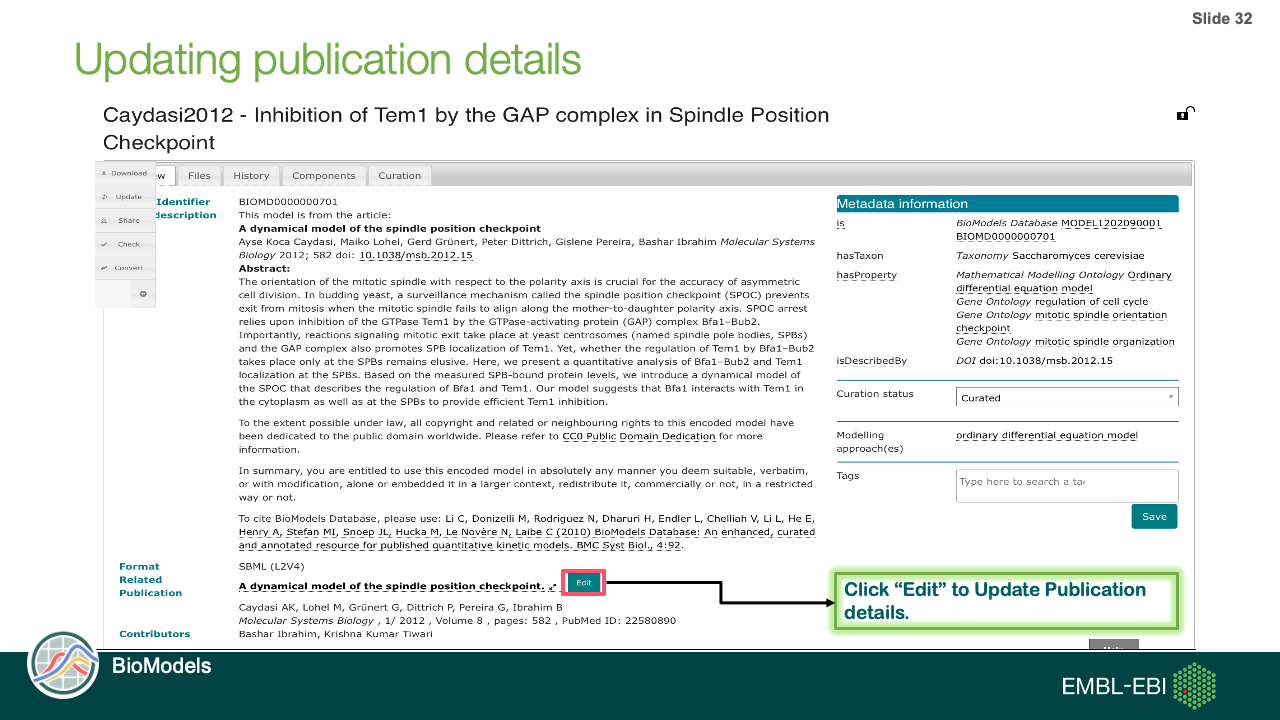 Slide 32
Updating publication details
Caydasi2012 - Inhibition of Tem1 by the GAP complex in Spindle Position
Checkpoint
Download
Update
Share
Check
Convert
ew
Files
History
Components
Curation
Identifier
BIOMD0000000701
description
This model is from the article:
A dynamical model of the spindle position checkpoint
Ayse Koca Caydasi, Maiko Lohel, Gerd Grünert, Peter Dittrich, Gislene Pereira, Bashar Ibrahim Molecular Systems
Biology 2012; 582 doi: 10.1038/msb.2012.15
Abstract:
The orientation of the mitotic spindle with respect to the polarity axis is crucial for the accuracy of asymmetric
cell division. In budding yeast, a surveillance mechanism called the spindle position checkpoint (SPOC) prevents
exit from mitosis when the mitotic spindle fails to align along the mother-to-daughter polarity axis. SPOC arrest
relies upon inhibition of the GTPase Tem1 by the GTPase-activating protein (GAP) complex Bfa1–Bub2.
Importantly, reactions signaling mitotic exit take place at yeast centrosomes (named spindle pole bodies, SPBs)
and the GAP complex also promotes SPB localization of Tem1. Yet, whether the regulation of Tem1 by Bfa1–Bub2
takes place only at the SPBs remains elusive. Here, we present a quantitative analysis of Bfa1–Bub2 and Tem1
localization at the SPBs. Based on the measured SPB-bound protein levels, we introduce a dynamical model of
the SPOC that describes the regulation of Bfa1 and Tem1. Our model suggests that Bfa1 interacts with Tem1 in
the cytoplasm as well as at the SPBs to provide efficient Tem1 inhibition.
To the extent possible under law, all copyright and related or neighbouring rights to this encoded model have
been dedicated to the public domain worldwide. Please refer to CC0 Public Domain Dedication for more
information.
In summary, you are entitled to use this encoded model in absolutely any manner you deem suitable, verbatim,
or with modification, alone or embedded it in a larger context, redistribute it, commercially or not, in a restricted
way or not.
To cite BioModels Database, please use: Li C, Donizelli M, Rodriguez N, Dharuri H, Endler L, Chelliah V, Li L, He E,
Henry A, Stefan MI, Snoep JL, Hucka M, Le Novère N, Laibe C (2010) BioModels Database: An enhanced, curated
and annotated resource for published quantitative kinetic models. BMC Syst Biol., 4:92.
Format
SBML (L2V4)
Related
Publication
A dynamical model of the spindle position checkpoint.
Edit
Caydasi AK, Lohel M, Grünert G, Dittrich P, Pereira G, Ibrahim B
Molecular Systems Biology , 1/ 2012 , Volume 8 , pages: 582 , PubMed ID: 22580890
Contributors
Bashar Ibrahim, Krishna Kumar Tiwari
Metadata information
is
BioModels Database MODEL1202090001
BIOMD0000000701
hasTaxon
Taxonomy Saccharomyces cerevisiae
hasProperty
Mathematical Modelling Ontology Ordinary
differential equation model
Gene Ontology regulation of cell cycle
Gene Ontology mitotic spindle orientation
checkpoint
Gene Ontology mitotic spindle organization
isDescribedBy
DOI doi:10.1038/msb.2012.15
Curation status
Curated
Modelling
approach(es)
ordinary differential equation model
Tags
Type here to search a tag
Save
Click “Edit” to Update Publication
details.
BioModels
EMBL-EBI